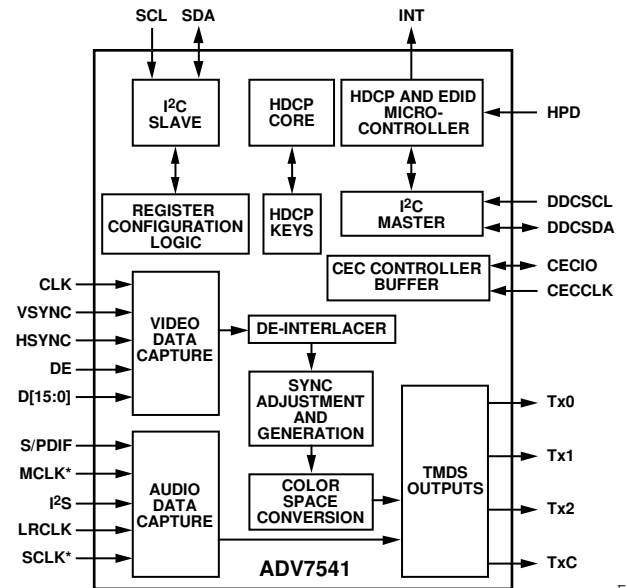 SCL SDA INT
I²C
SLAVE
HDCP
CORE
HDCP AND EDID
MICRO-
CONTROLLER
HPD
REGISTER
CONFIGURATION
LOGIC
HDCP
KEYS
I²C
MASTER
DDCSCL
DDCSDA
CEC CONTROLLER
BUFFER
CECIO
CECCLK
CLK
VSYNC
HSYNC
DE
D[15:0]
VIDEO
DATA
CAPTURE
DE-INTERLACER
SYNC
ADJUSTMENT
AND
GENERATION
COLOR
SPACE
CONVERSION
TMDS
OUTPUTS
Tx0
Tx1
Tx2
TxC
S/PDIF
MCLK*
I²S
LRCLK
SCLK*
AUDIO
DATA
CAPTURE
ADV7541